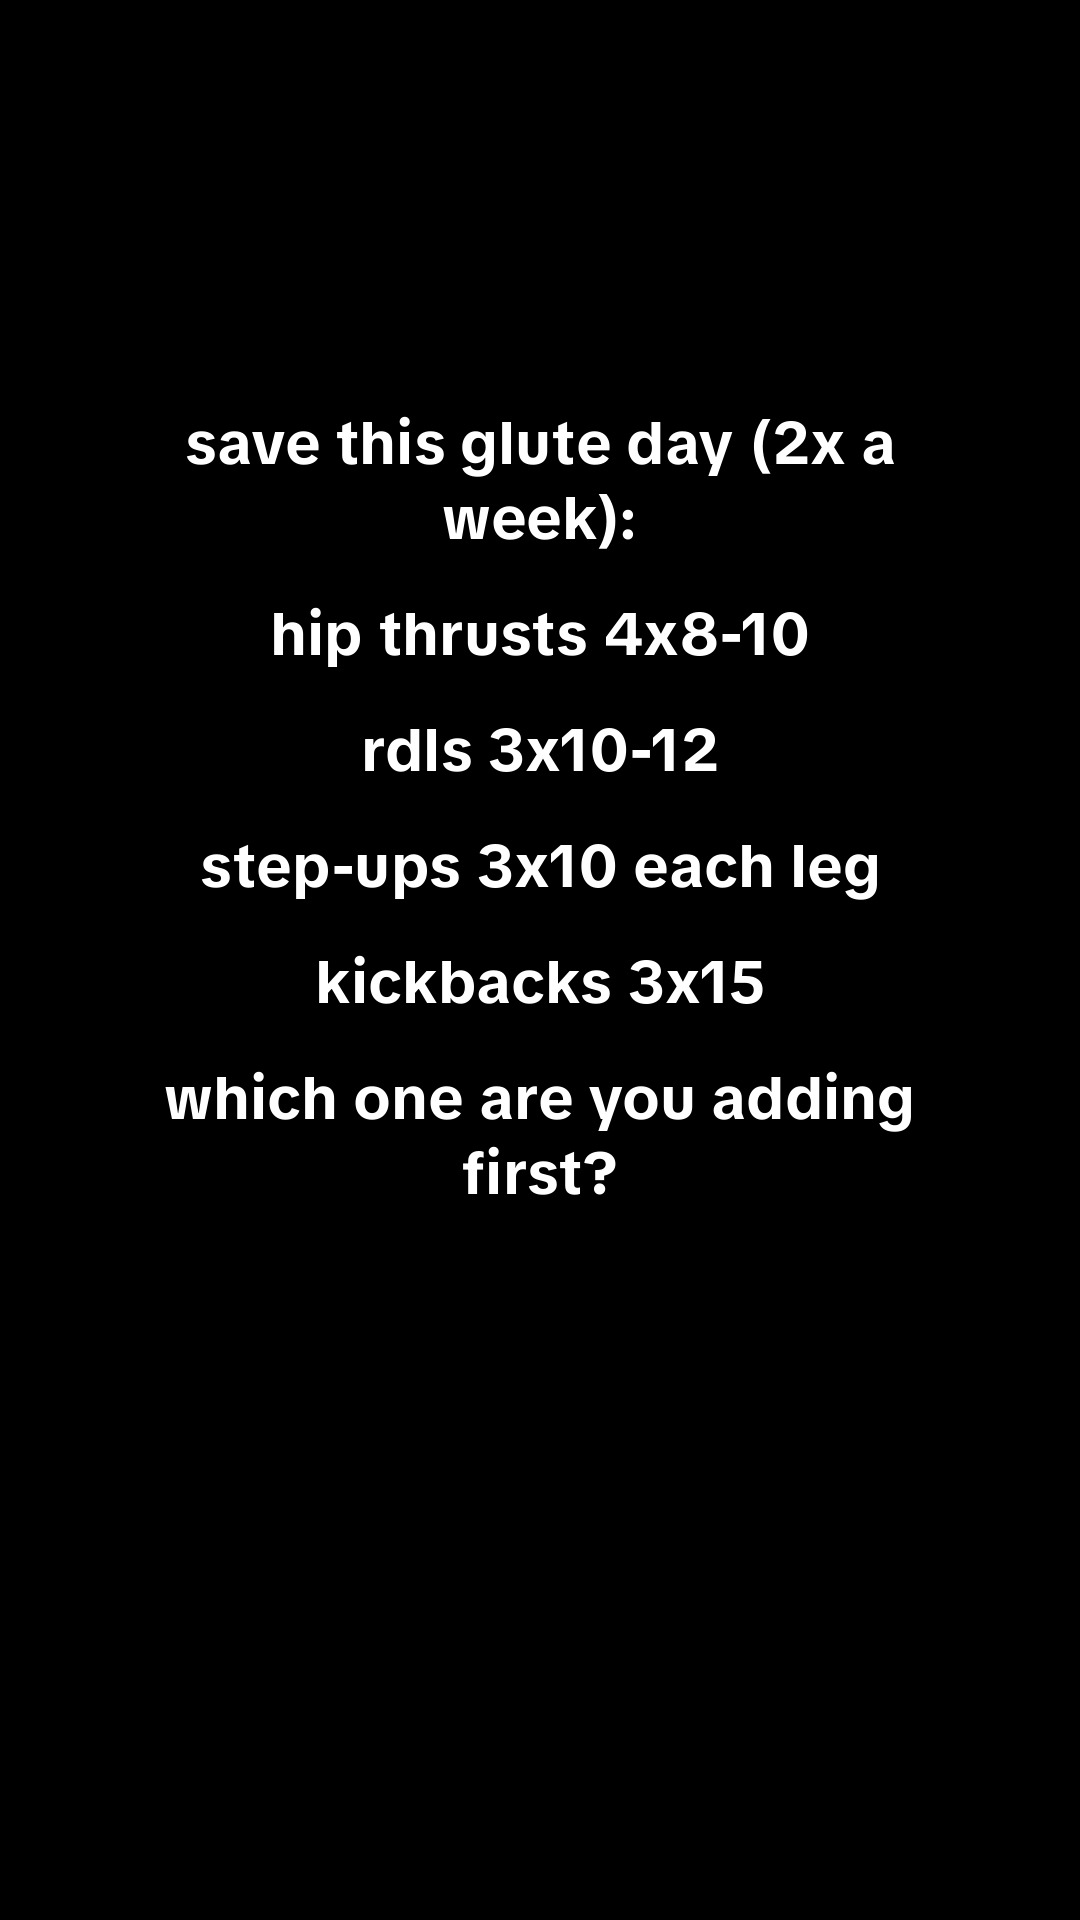 save this glute day (2x a
week):
hip thrusts 4x8-10
rdls 3x10-12
step-ups 3x10 each leg
kickbacks 3x15
which one are you adding
first?